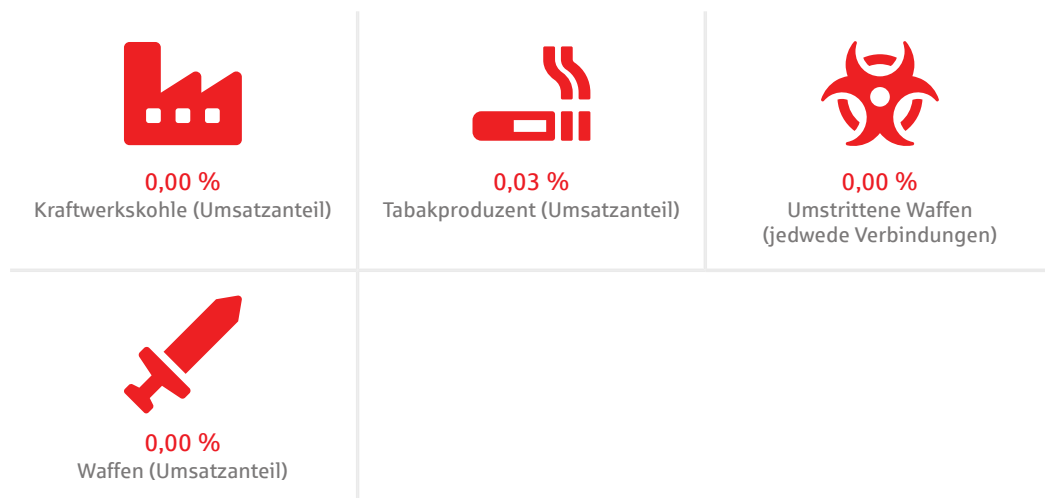 0,00 %
Kraftwerkskohle (Umsatzanteil)
0,03 %
Tabakproduzent (Umsatzanteil)
0,00 %
Umstrittene Waffen
(jedwede Verbindungen)
0,00 %
Waffen (Umsatzanteil)